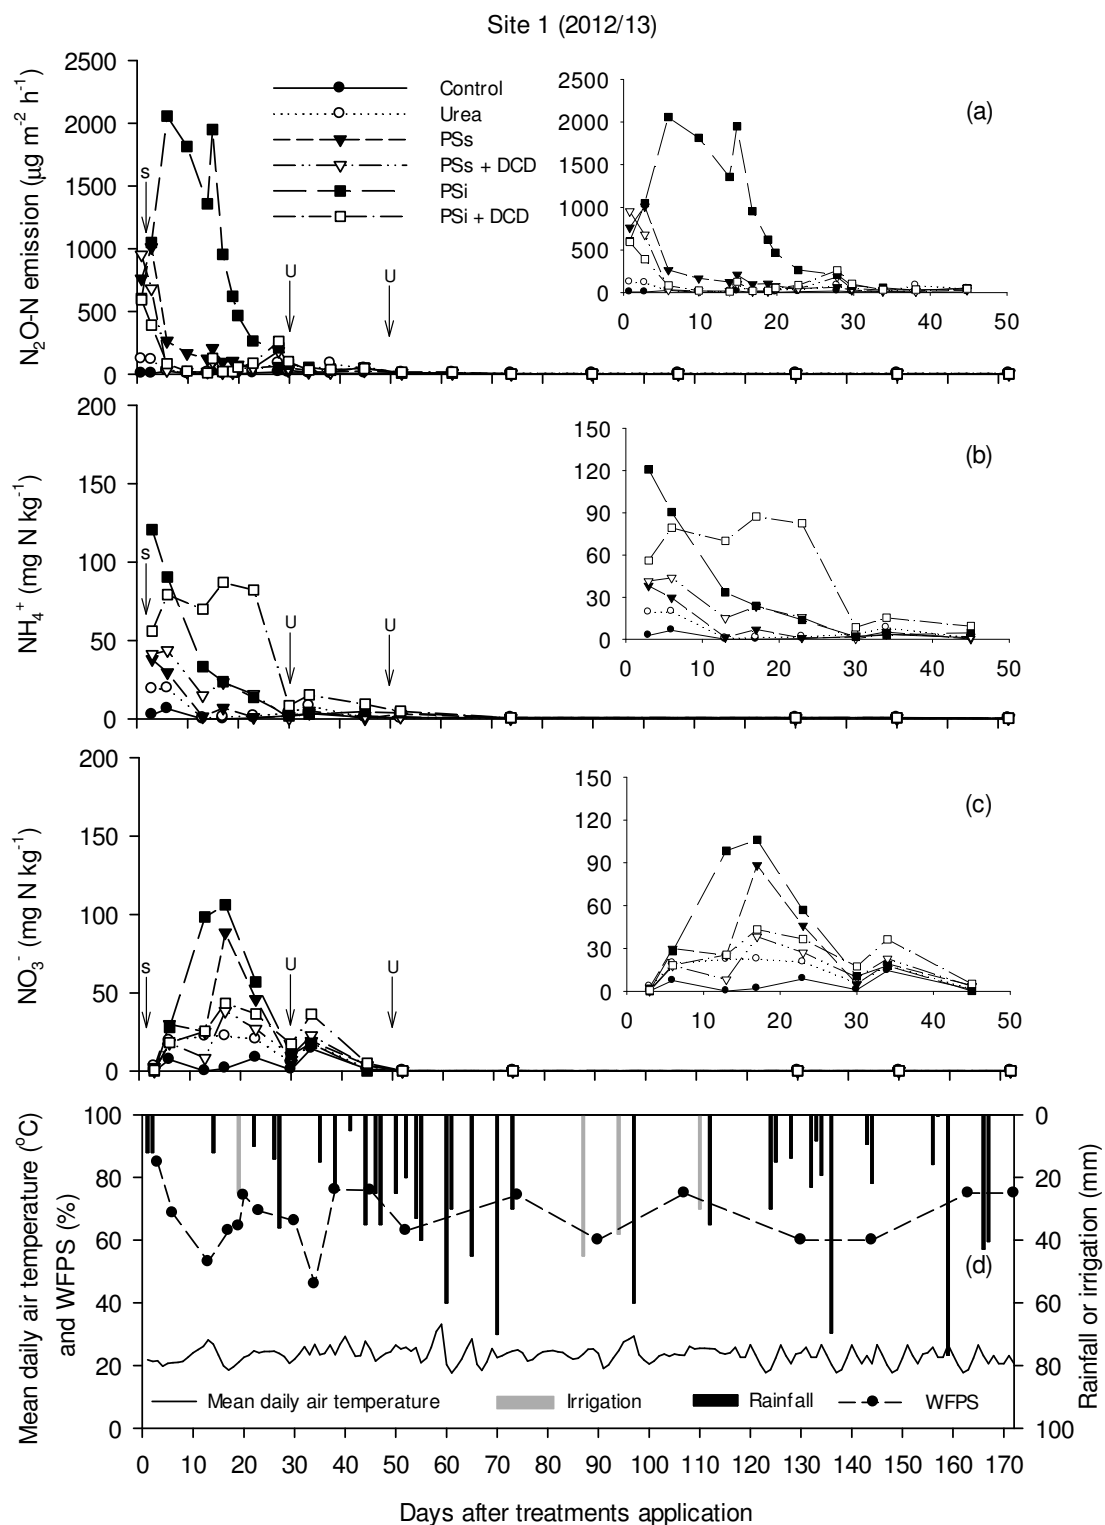 Site 1 (2012/13)
N₂O-N emission (µg m⁻² h⁻¹)
2500
2000
1500
1000
500
0
s
U
U
Control
Urea
PSs
PSs + DCD
PSi
PSi + DCD
(a)
2500
2000
1500
1000
500
0
0 10 20 30 40 50
NH₄⁺ (mg N kg⁻¹)
200
150
100
50
0
s
U
U
(b)
150
120
90
60
30
0
0 10 20 30 40 50
NO₃⁻ (mg N kg⁻¹)
200
150
100
50
0
s
U
U
(c)
150
120
90
60
30
0
0 10 20 30 40 50
Mean daily air temperature (°C)
and WFPS (%)
100
80
60
40
20
0
(d)
Mean daily air temperature
Irrigation
Rainfall
WFPS
0
20
40
60
80
100
Rainfall or irrigation (mm)
0 10 20 30 40 50 60 70 80 90 100 110 120 130 140 150 160 170
Days after treatments application